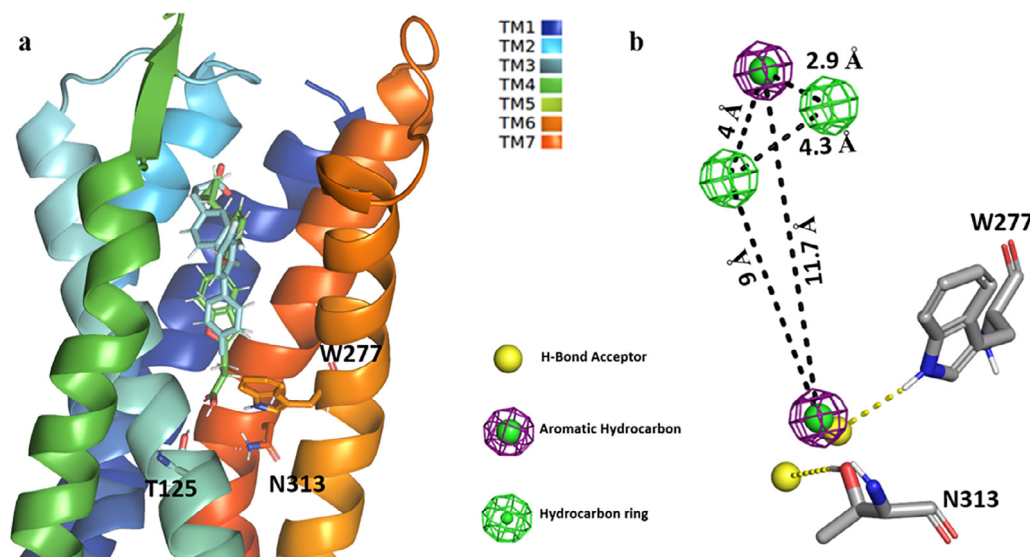 a
TM1
TM2
TM3
TM4
TM5
TM6
TM7
W277
T125
N313
H-Bond Acceptor
Aromatic Hydrocarbon
Hydrocarbon ring
b
2.9 Å
4 Å
4.3 Å
9 Å
11.7 Å
W277
N313